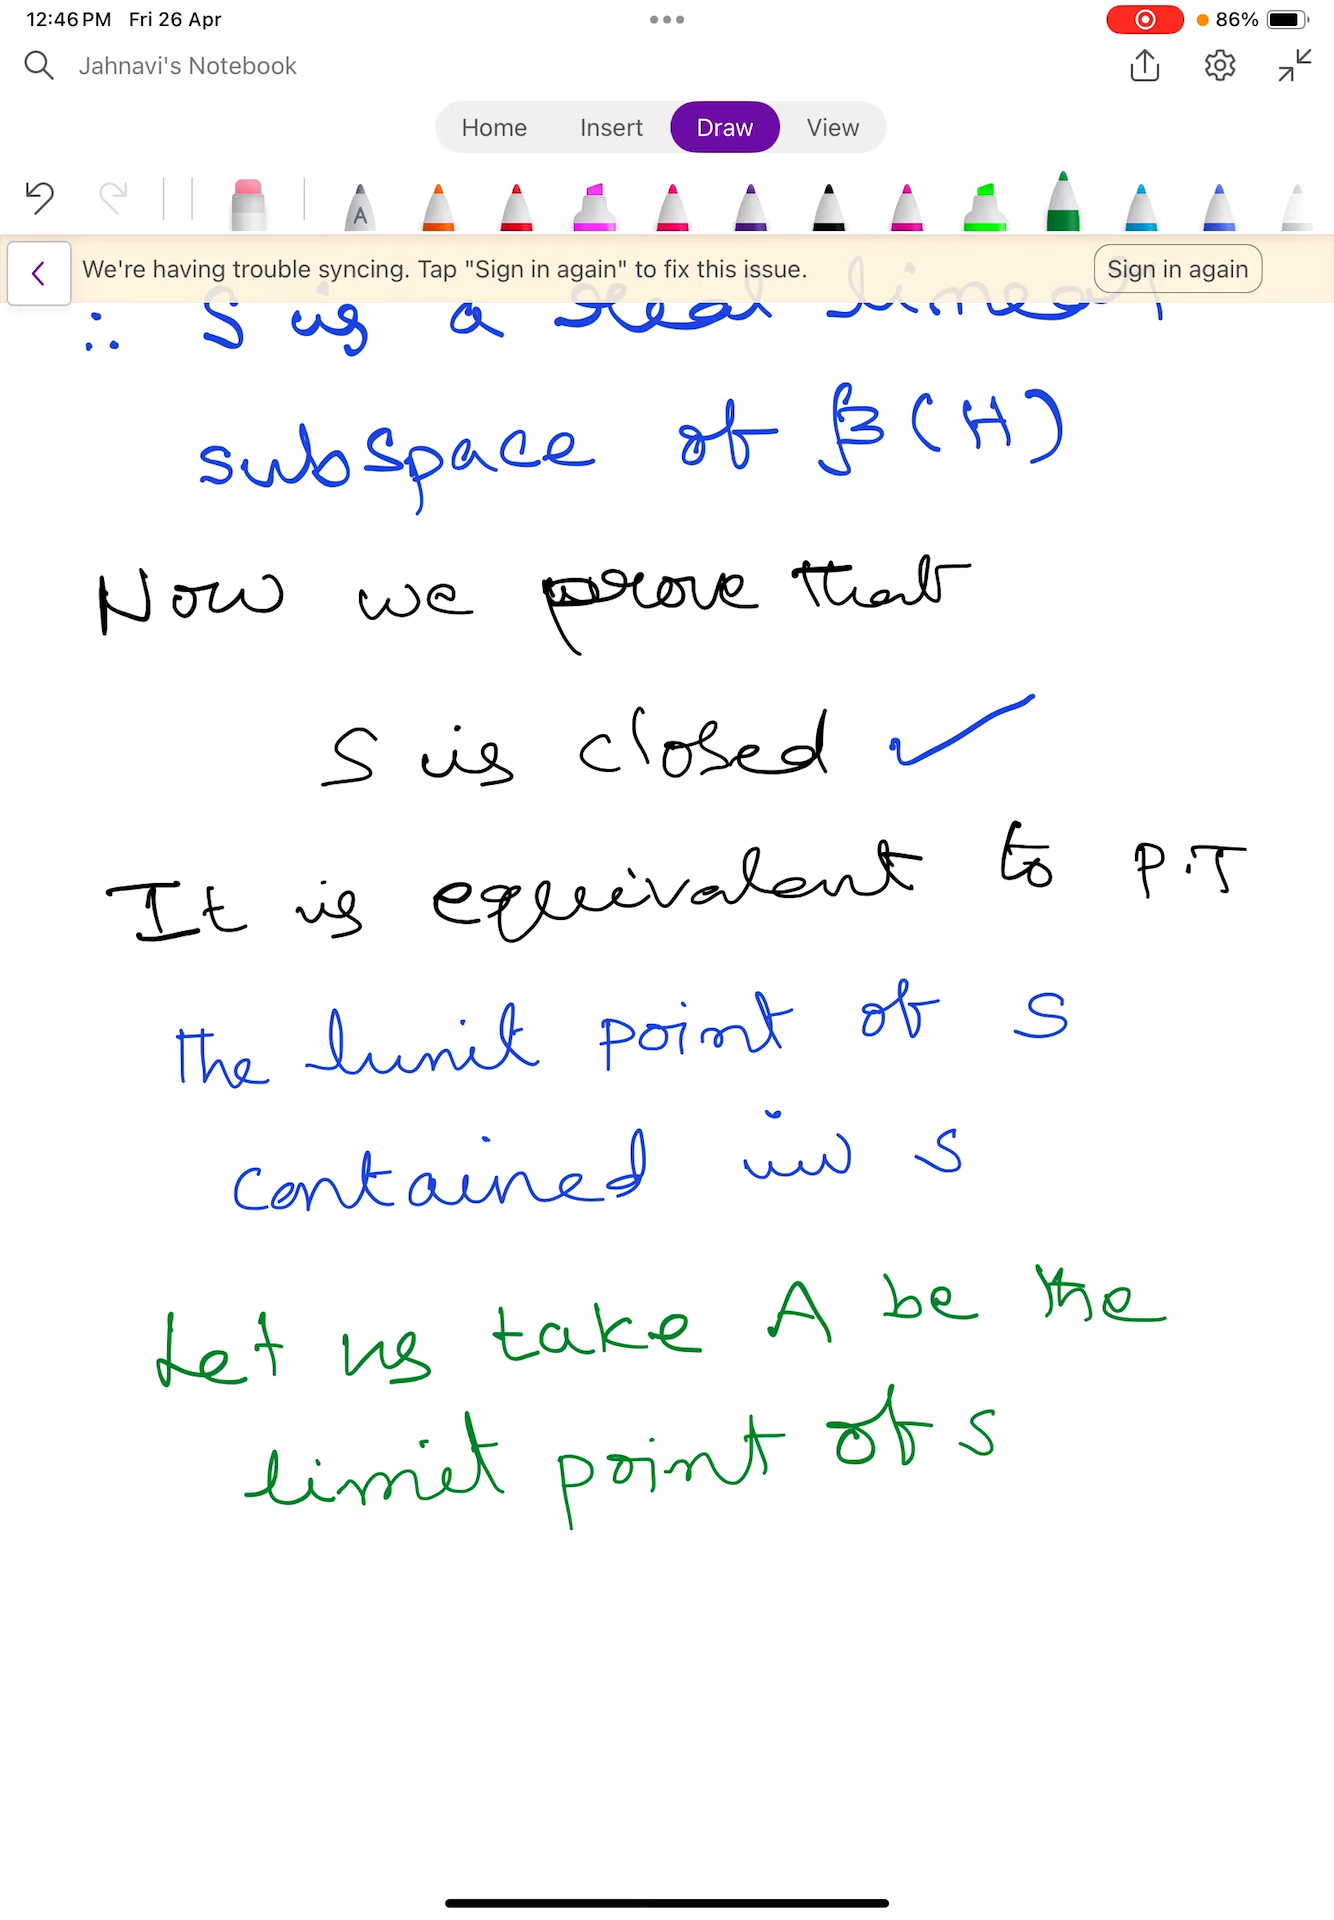 12:46 PM Fri 26 Apr
86%
Jahnavi's Notebook
Home Insert Draw View
A
We're having trouble syncing. Tap "Sign in again" to fix this issue.
Sign in again
∴ S is a real linear
subspace of β(H)
Now we prove that
S is closed ✓
It is equivalent to P.T
the limit point of S
contained in S
Let us take A be the
limit point of S